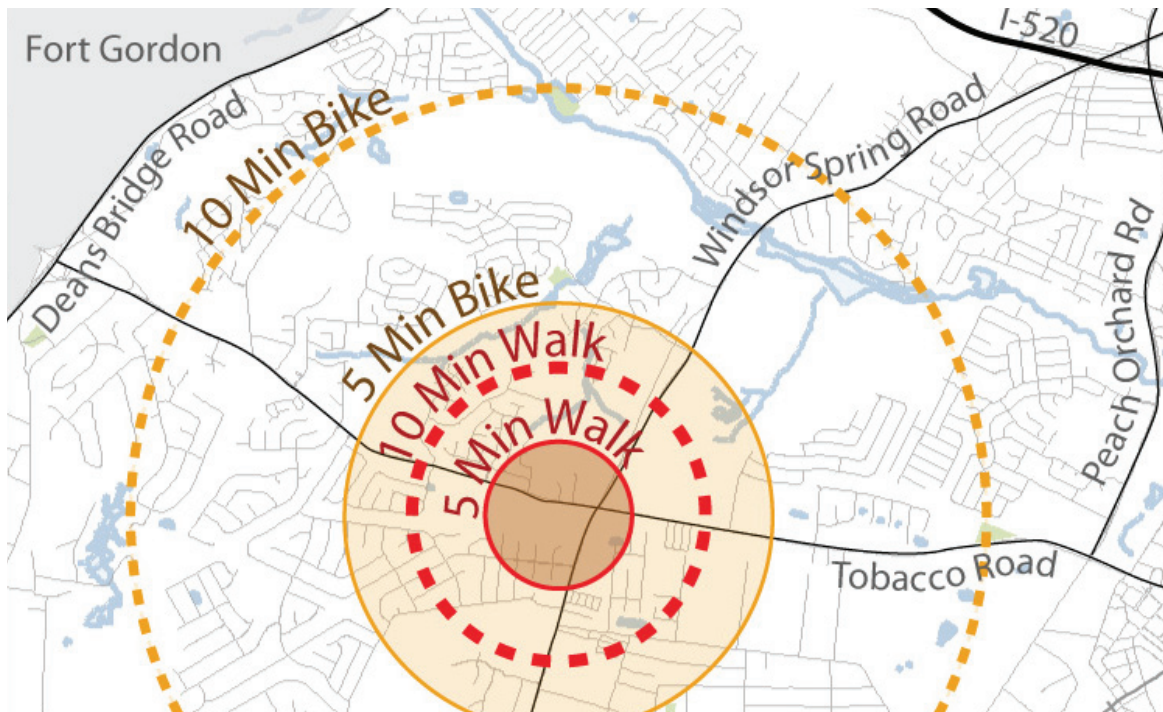 Fort Gordon
I-520
Deans Bridge Road
10 Min Bike
Windsor Spring Road
Peach Orchard Rd
5 Min Bike
10 Min Walk
5 Min Walk
Tobacco Road